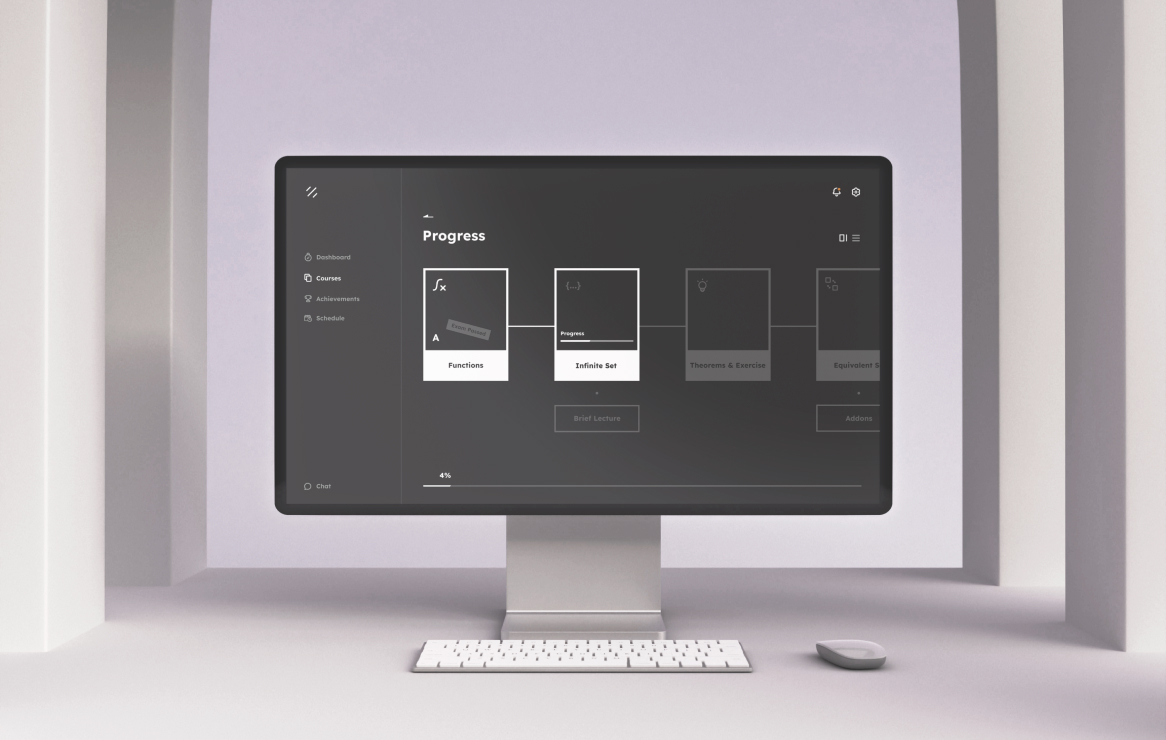 Progress
Dashboard
Courses
Achievements
Schedule
Chat
A
Exam Passed
Functions
{...}
Progress
Infinite Set
Theorems & Exercise
Equivalent S
Brief Lecture
Addons
4%